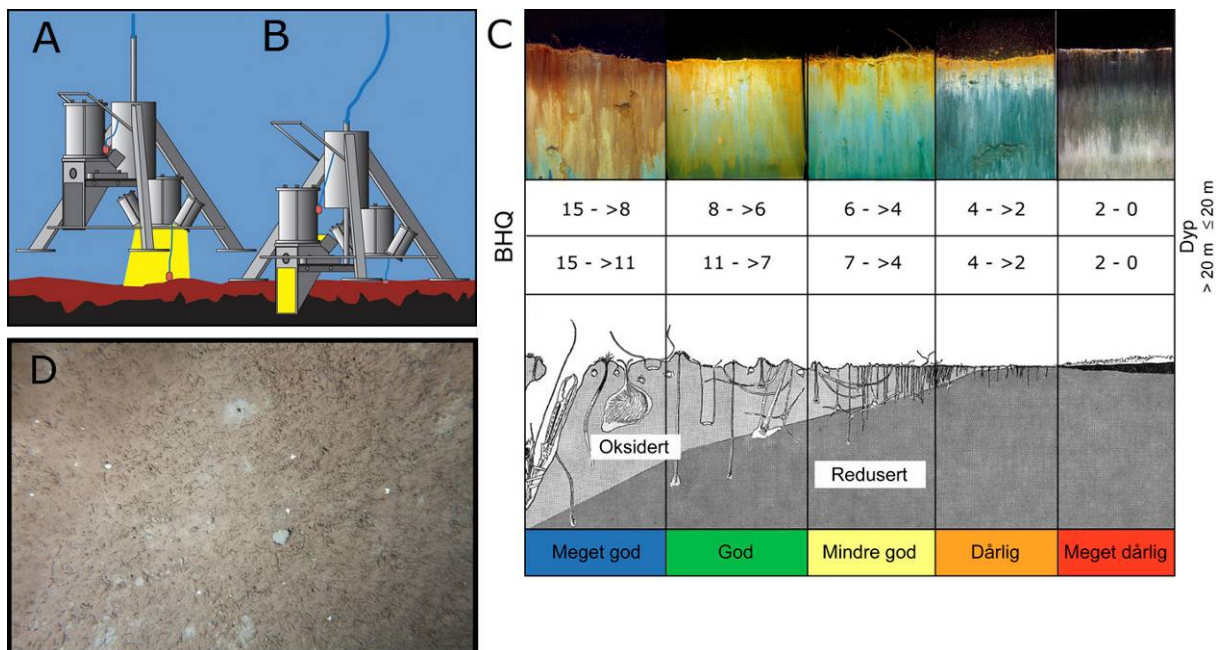 A
B
C
D
BHQ
15 - >8
8 - >6
6 - >4
4 - >2
2 - 0
15 - >11
11 - >7
7 - >4
4 - >2
2 - 0
Dyp
> 20 m ≤ 20 m
Oksidert
Redusert
Meget god
God
Mindre god
Dårlig
Meget dårlig